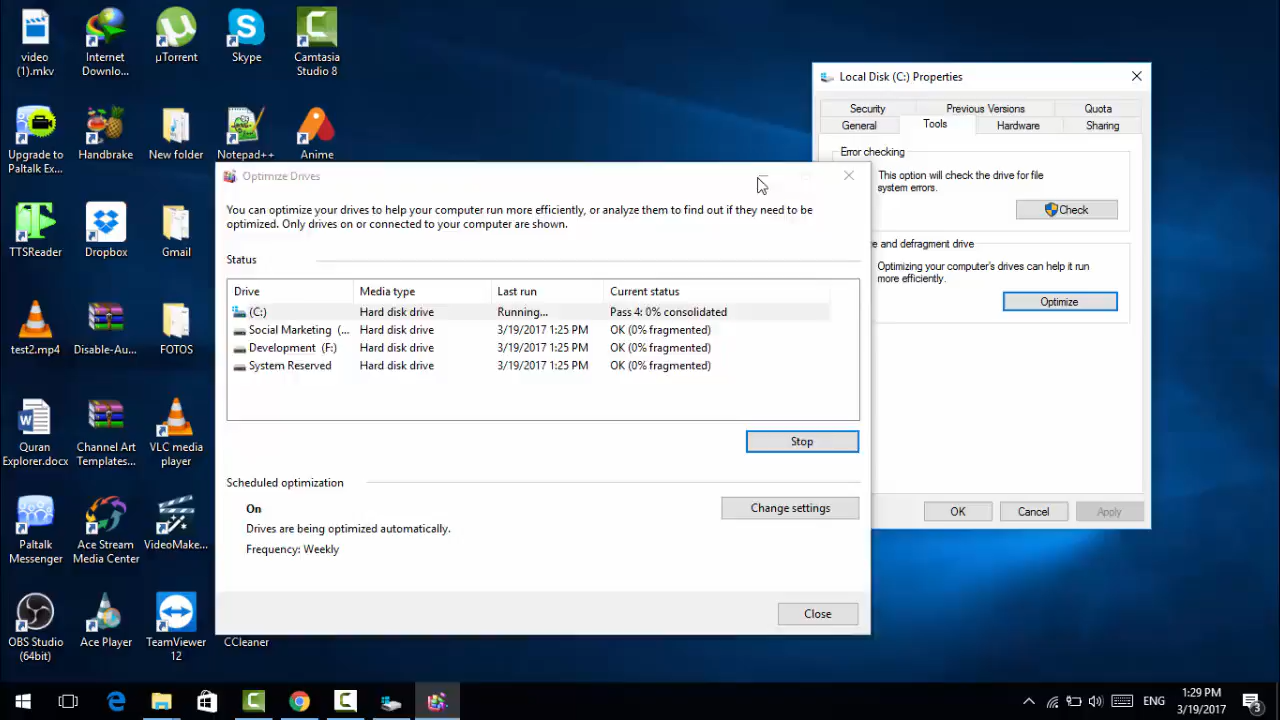 video
(1).mkv
Internet
Downlo...
µTorrent
Skype
Camtasia
Studio 8
Upgrade to
Paltalk Ex...
Handbrake
New folder
Notepad++
Anime
TTSReader
Dropbox
Gmail
test2.mp4
Disable-Au...
FOTOS
Quran
Explorer.docx
Channel Art
Templates...
VLC media
player
Paltalk
Messenger
Ace Stream
Media Center
VideoMake...
OBS Studio
(64bit)
Ace Player
TeamViewer
12
CCleaner
Local Disk (C:) Properties
Security
Previous Versions
Quota
General
Tools
Hardware
Sharing
Error checking
This option will check the drive for file
system errors.
Check
e and defragment drive
Optimizing your computer's drives can help it run
more efficiently.
Optimize
OK
Cancel
Apply
Optimize Drives
You can optimize your drives to help your computer run more efficiently, or analyze them to find out if they need to be
optimized. Only drives on or connected to your computer are shown.
Status
Drive Media type Last run Current status
(C:) Hard disk drive Running... Pass 4: 0% consolidated
Social Marketing (... Hard disk drive 3/19/2017 1:25 PM OK (0% fragmented)
Development (F:) Hard disk drive 3/19/2017 1:25 PM OK (0% fragmented)
System Reserved Hard disk drive 3/19/2017 1:25 PM OK (0% fragmented)
Stop
Scheduled optimization
On
Change settings
Drives are being optimized automatically.
Frequency: Weekly
Close
ENG
1:29 PM
3/19/2017
3